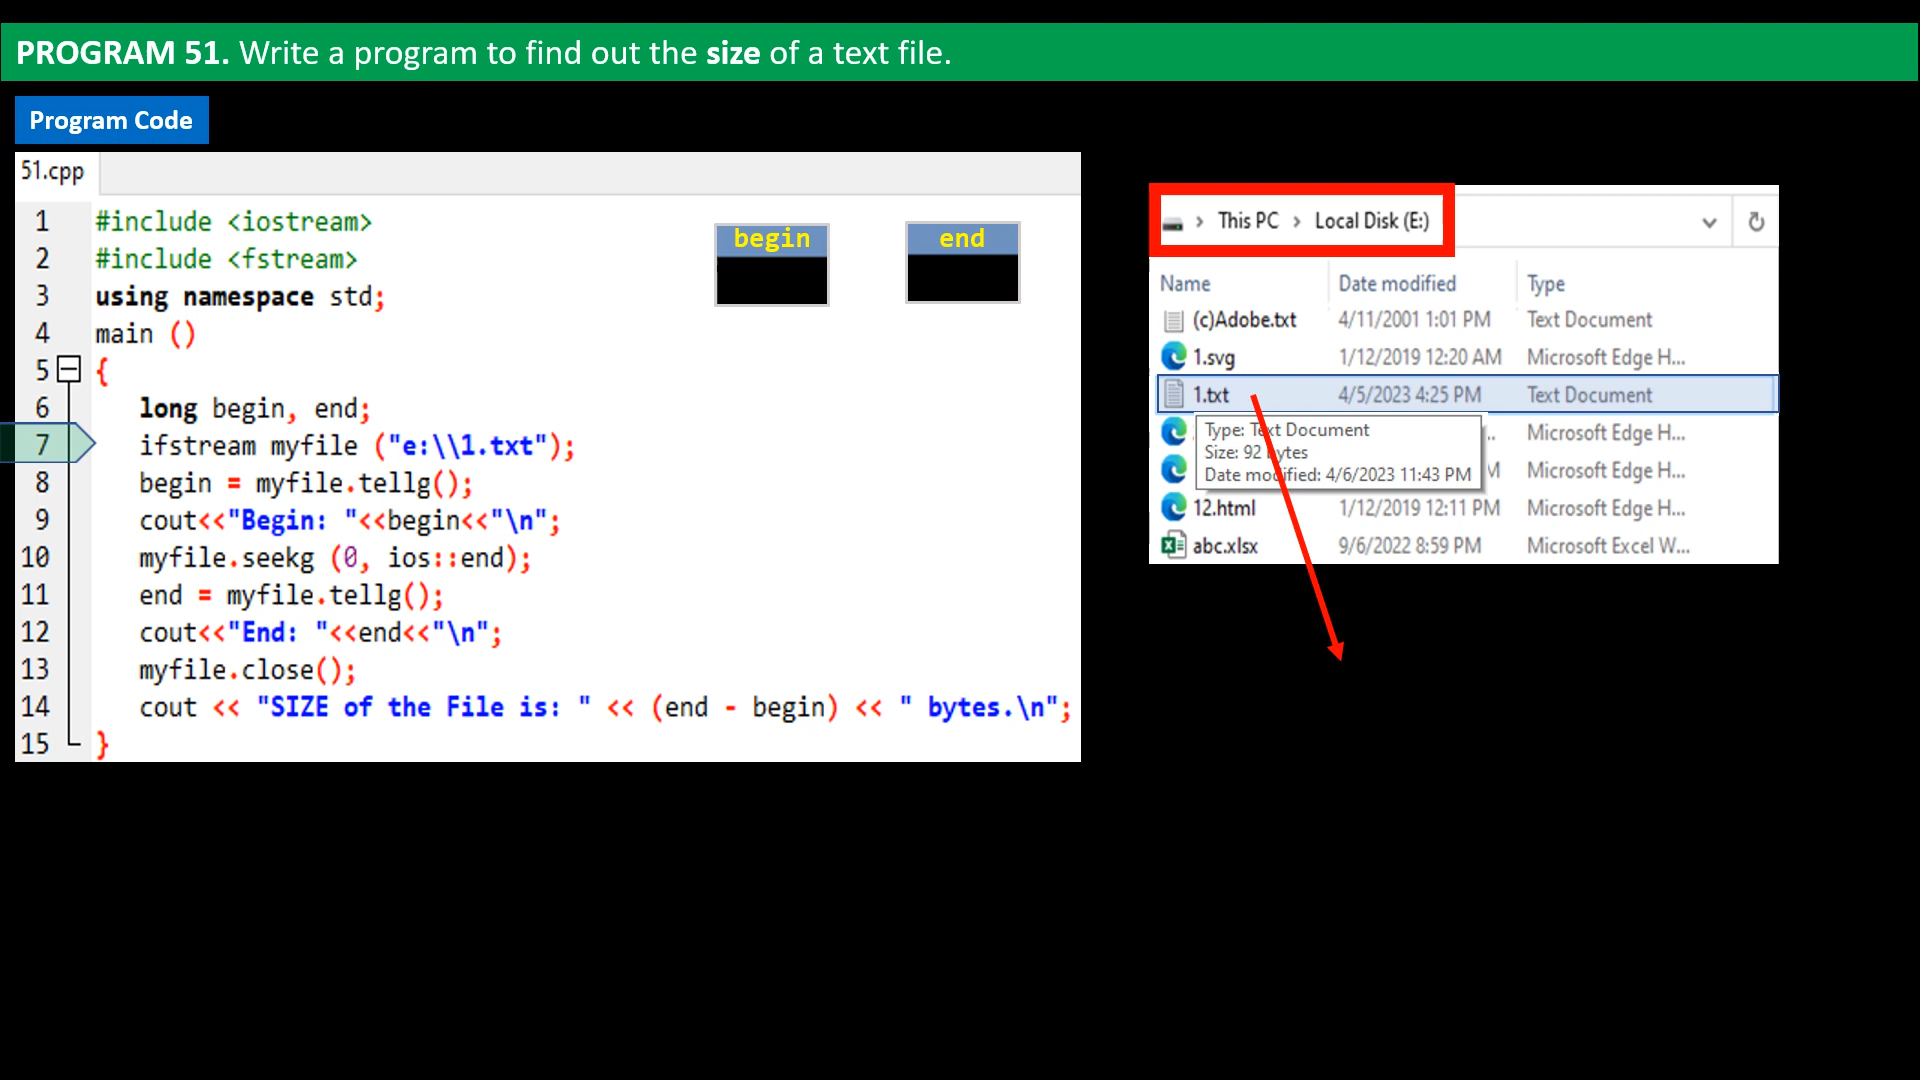 PROGRAM 51. Write a program to find out the size of a text file.
Program Code
51.cpp
1 #include <iostream>
2 #include <fstream>
3 using namespace std;
4 main ()
5 {
6 long begin, end;
7 ifstream myfile ("e:\\1.txt");
8 begin = myfile.tellg();
9 cout<<"Begin: "<<begin<<"\n";
10 myfile.seekg (0, ios::end);
11 end = myfile.tellg();
12 cout<<"End: "<<end<<"\n";
13 myfile.close();
14 cout << "SIZE of the File is: " << (end - begin) << " bytes.\n";
15 }
begin
end
This PC > Local Disk (E:)
Name Date modified Type
(c)Adobe.txt 4/11/2001 1:01 PM Text Document
1.svg 1/12/2019 12:20 AM Microsoft Edge H...
1.txt 4/5/2023 4:25 PM Text Document
Type: Text Document
Size: 92 bytes
Date modified: 4/6/2023 11:43 PM
Microsoft Edge H...
Microsoft Edge H...
12.html 1/12/2019 12:11 PM Microsoft Edge H...
abc.xlsx 9/6/2022 8:59 PM Microsoft Excel W...